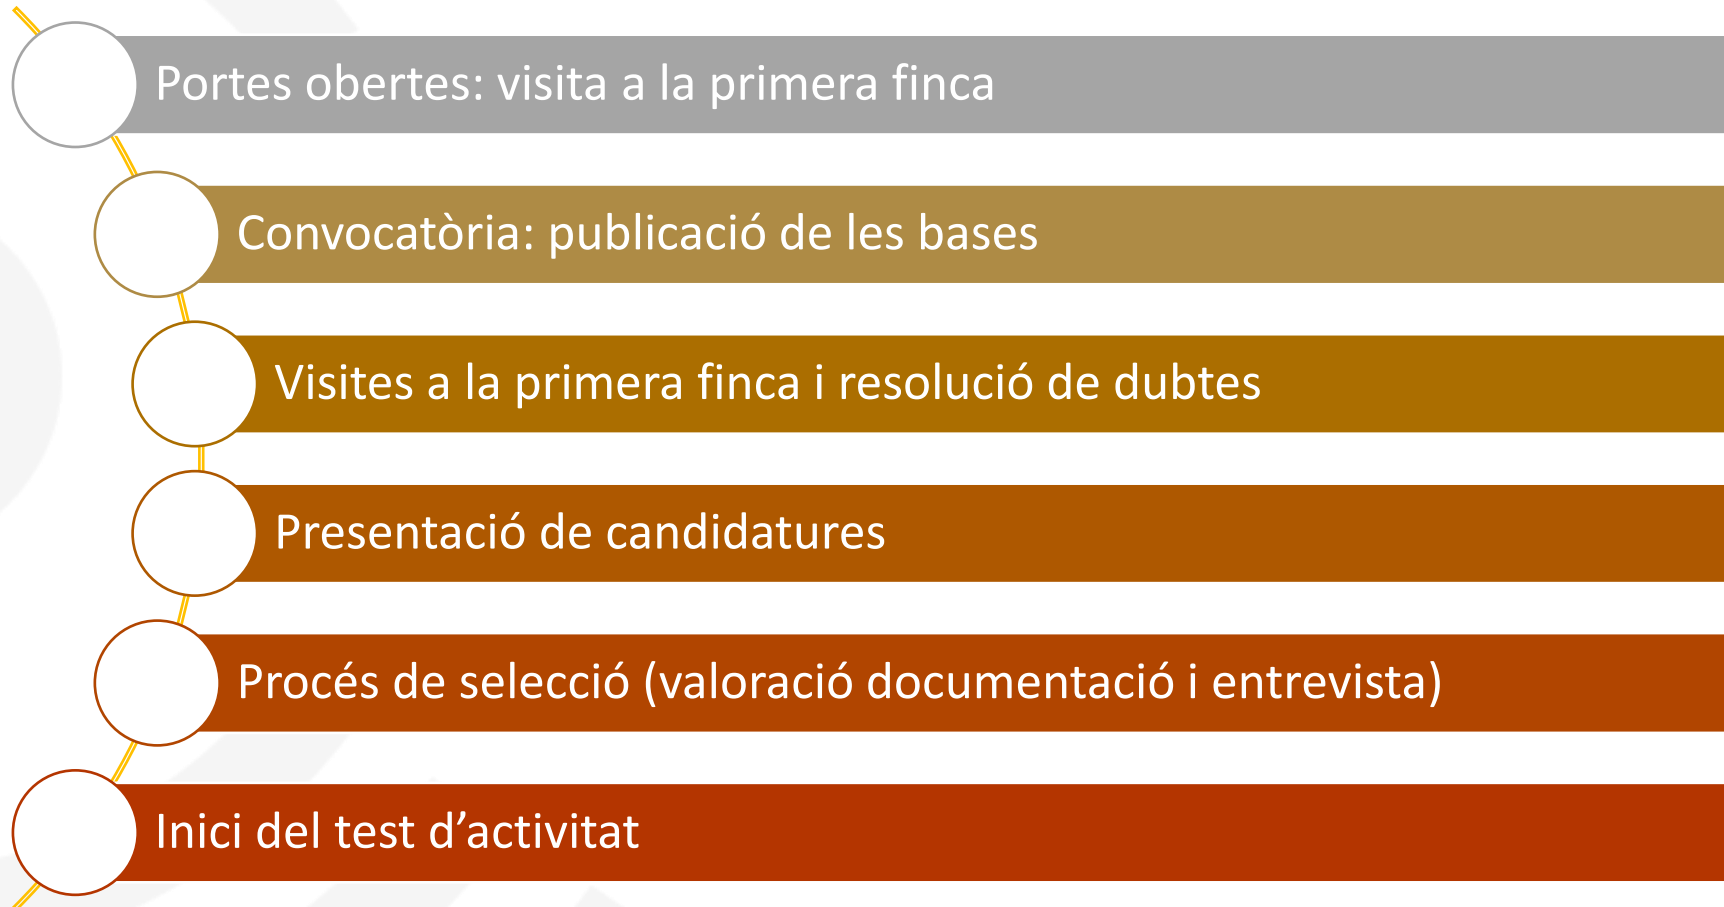 Portes obertes: visita a la primera finca
Convocatòria: publicació de les bases
Visites a la primera finca i resolució de dubtes
Presentació de candidatures
Procés de selecció (valoració documentació i entrevista)
Inici del test d’activitat